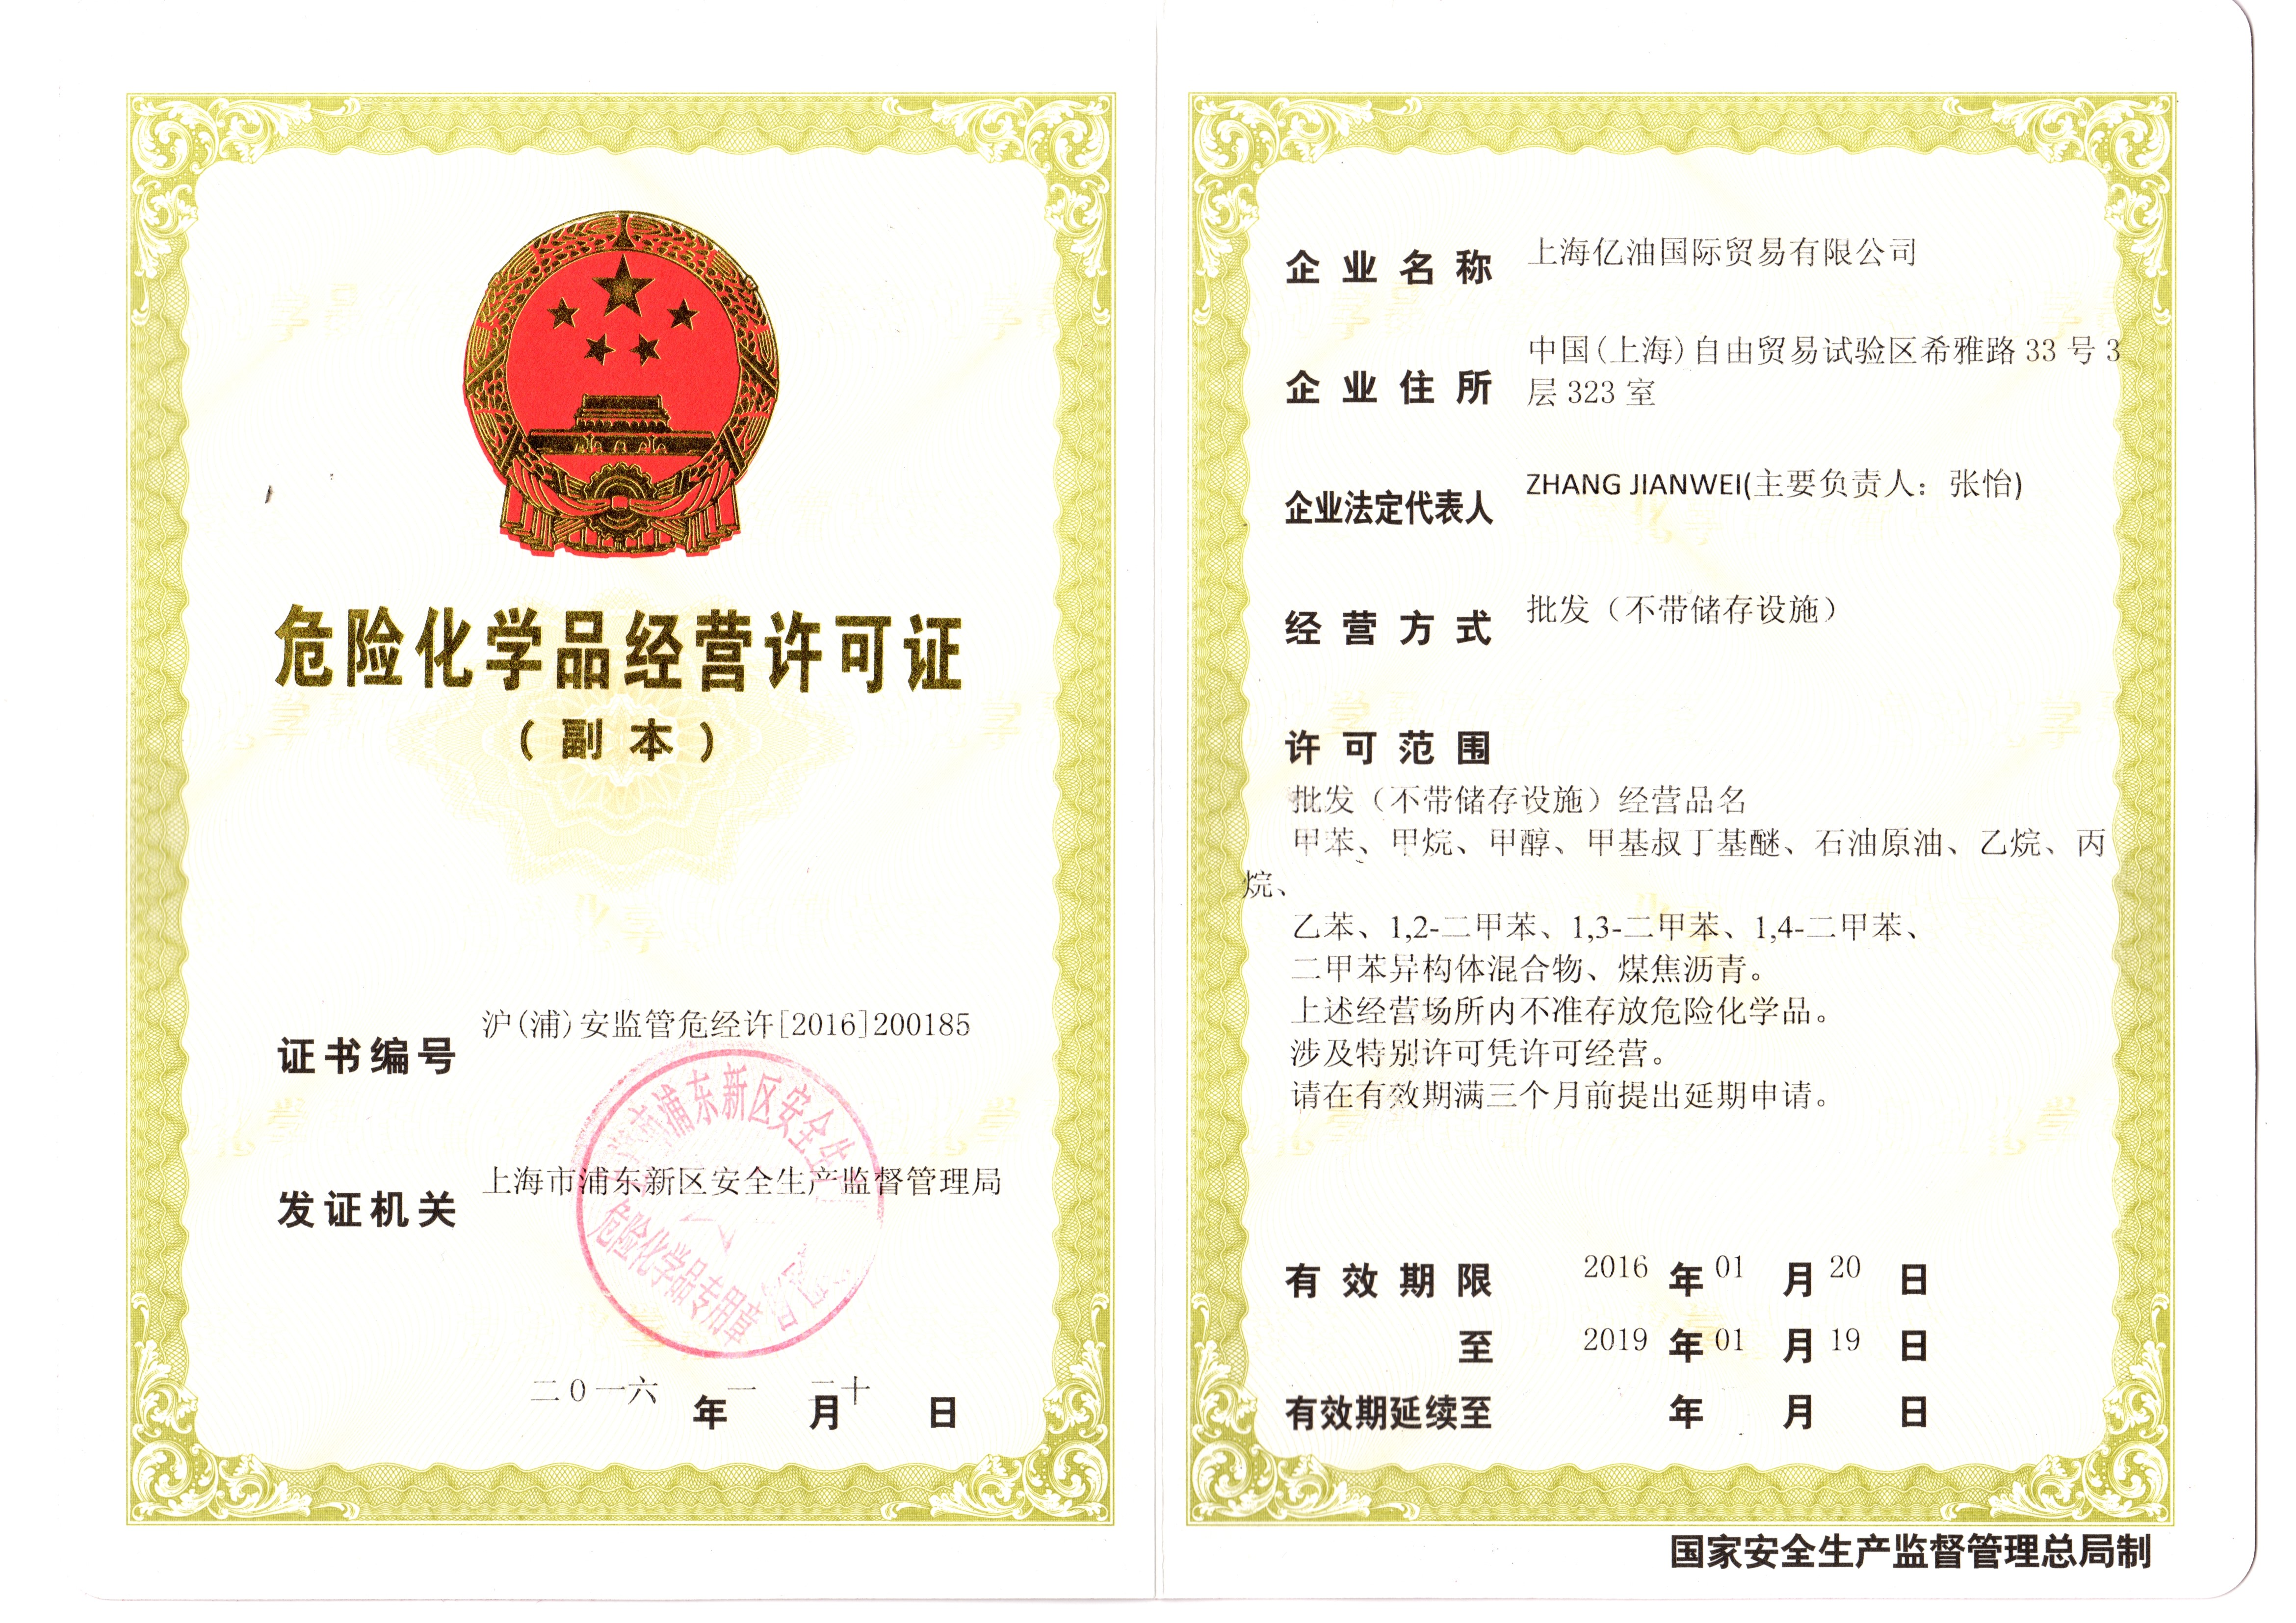 危险化学品经营许可证
（副本）
证书编号 沪(浦)安监管危经许[2016]200185
发证机关 上海市浦东新区安全生产监督管理局
浦东新区安全生
危险化学品专用章
二0一六年一月二十日
企业名称 上海亿油国际贸易有限公司
企业住所 中国(上海)自由贸易试验区希雅路 33 号 3
层 323 室
企业法定代表人 ZHANG JIANWEI(主要负责人：张怡)
经营方式 批发（不带储存设施）
许可范围
批发（不带储存设施）经营品名
甲苯、甲烷、甲醇、甲基叔丁基醚、石油原油、乙烷、丙
烷、
乙苯、1,2-二甲苯、1,3-二甲苯、1,4-二甲苯、
二甲苯异构体混合物、煤焦沥青。
上述经营场所内不准存放危险化学品。
涉及特别许可凭许可经营。
请在有效期满三个月前提出延期申请。
有效期限 2016 年 01 月 20 日
至 2019 年 01 月 19 日
有效期延续至 年 月 日
国家安全生产监督管理总局制